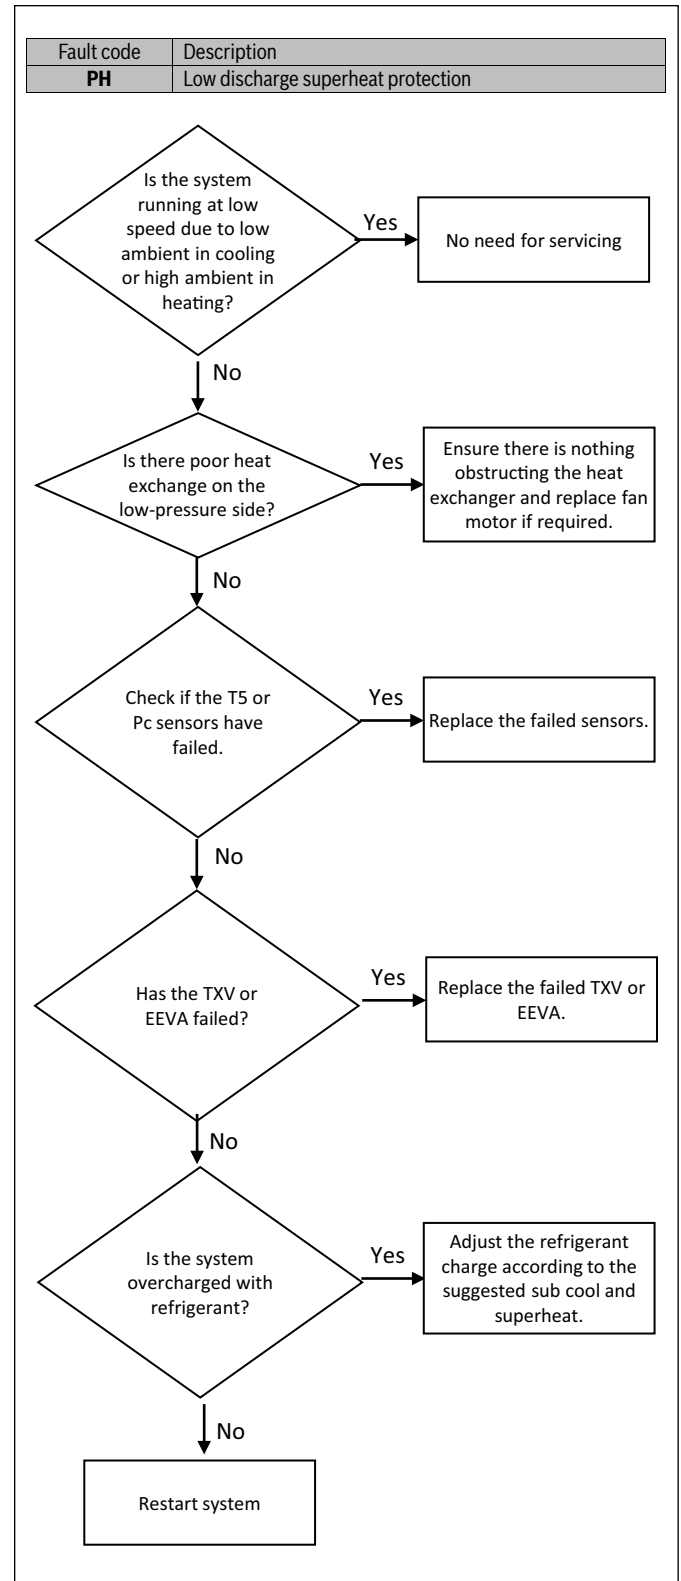 Fault code Description
PH Low discharge superheat protection
Is the system
running at low
speed due to low
ambient in cooling
or high ambient in
heating?
Yes
No need for servicing
No
Is there poor heat
exchange on the
low-pressure side?
Yes
Ensure there is nothing
obstructing the heat
exchanger and replace fan
motor if required.
No
Check if the T5 or
Pc sensors have
failed.
Yes
Replace the failed sensors.
No
Has the TXV or
EEVA failed?
Yes
Replace the failed TXV or
EEVA.
No
Is the system
overcharged with
refrigerant?
Yes
Adjust the refrigerant
charge according to the
suggested sub cool and
superheat.
No
Restart system